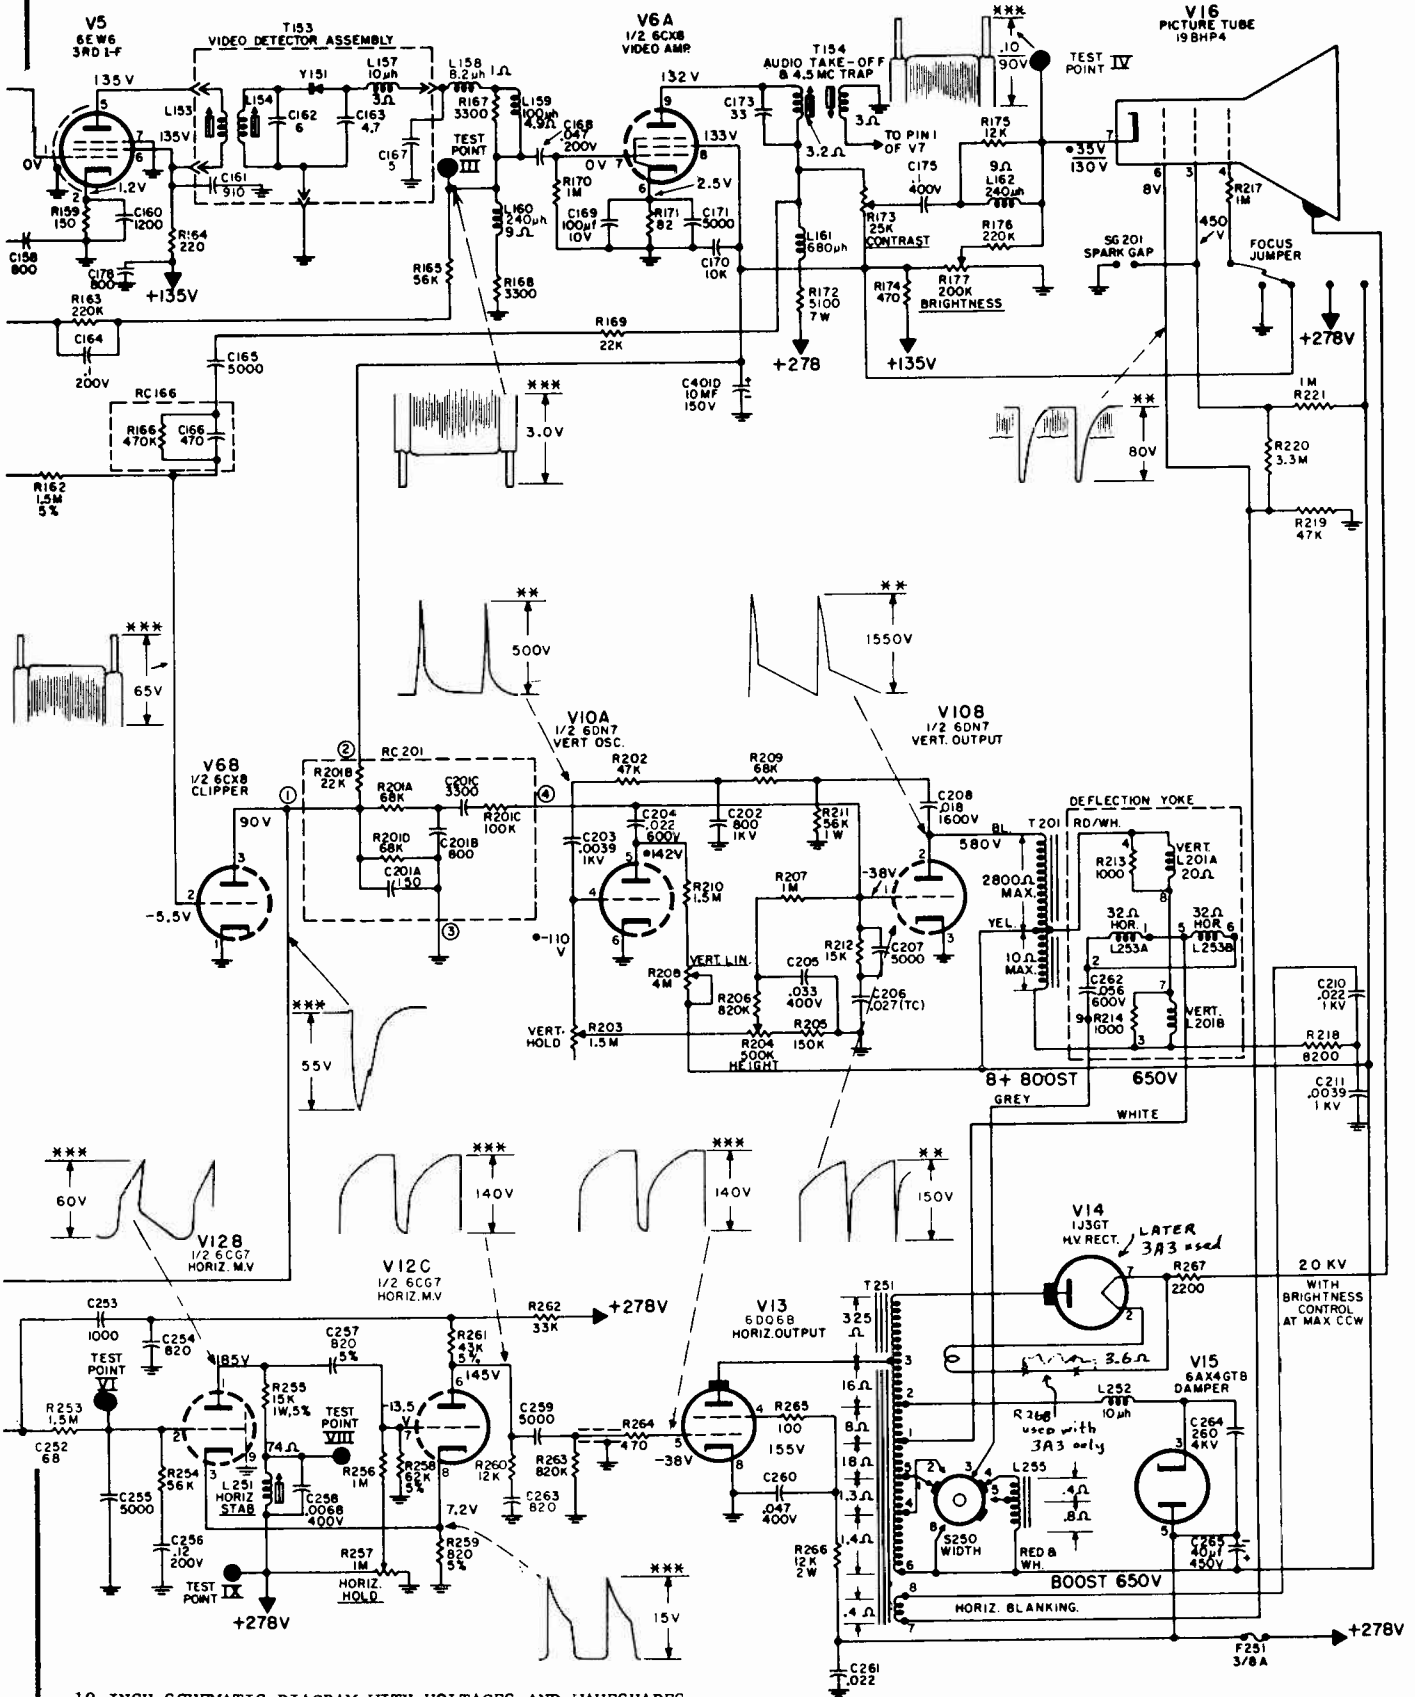 V5
6EW6
3RD I-F
T153
VIDEO DETECTOR ASSEMBLY
V6A
1/2 6CX8
VIDEO AMP.
T154
AUDIO TAKE-OFF
& 4.5 MC TRAP
***
.10
90V
TEST
POINT IV
V16
PICTURE TUBE
19BHP4
135V
L153
L154
Y151
L157
10µh
3Ω
L158
8.2µh
1Ω
R167
3300
L159
100µh
4.9Ω
C168
.047
200V
C162
6
C163
4.7
C167
5
TEST
POINT
III
132V
C173
33
133V
3.2Ω
3Ω
TO PIN 1
OF V7
C175
.1
400V
R175
12K
9Ω
L162
240µh
R176
220K
35V
130V
8V
450
V
R217
1M
0V
135V
1.2V
R159
150
C160
1200
C161
910
R164
220
C158
800
C178
800
+135V
R163
220K
C164
.1
200V
R165
56K
L160
240µh
9Ω
R168
3300
R170
1M
0V
2.5V
C169
100µf
10V
R171
82
C171
5000
C170
10K
L161
680µh
R173
25K
CONTRAST
R172
5100
7W
+278
R174
470
R177
200K
BRIGHTNESS
+135V
SG201
SPARK GAP
FOCUS
JUMPER
+278V
R169
22K
C165
5000
RC166
R166
470K
C166
470
R162
1.5M
5%
C401D
10MF
150V
***
3.0V
**
80V
1M
R221
R220
3.3M
R219
47K
***
65V
**
500V
**
1550V
V6B
1/2 6CX8
CLIPPER
90V
-5.5V
1
2
RC201
R201B
22K
R201A
68K
C201C
3300
R201C
100K
4
R201D
68K
C201B
800
C201A
150
3
V10A
1/2 6DN7
VERT OSC.
R202
47K
R209
68K
C203
.0039
1KV
C204
.022
600V
142V
C202
800
1KV
R211
56K
1W
V10B
1/2 6DN7
VERT. OUTPUT
C208
.018
1600V
BL.
580V
T201
DEFLECTION YOKE
RD/WH.
R213
1000
VERT.
L201A
20Ω
2800Ω
MAX.
YEL.
10Ω
MAX.
32Ω
HOR.
L253A
32Ω
HOR.
L253B
C262
.056
600V
R214
1000
VERT.
L201B
-110
V
R210
1.5M
R207
1M
-38V
R212
15K
C207
5000
VERT LIN.
R208
4M
R206
820K
C205
.033
400V
C206
.027(TC)
VERT.
HOLD
R203
1.5M
R204
500K
HEIGHT
R205
150K
C210
.022
1KV
R218
8200
C211
.0039
1KV
B+ BOOST 650V
GREY
WHITE
***
55V
***
60V
***
140V
***
140V
**
150V
V12B
1/2 6CG7
HORIZ. M.V
V12C
1/2 6CG7
HORIZ. M.V
V13
6DQ6B
HORIZ. OUTPUT
V14
1J3GT
H.V. RECT.
LATER
3A3 used
R267
2200
20 KV
WITH
BRIGHTNESS
CONTROL
AT MAX CCW
C253
1000
C254
820
TEST
POINT
VI
C257
820
5%
R262
33K
+278V
R261
43K
5%
145V
185V
R255
15K
1W,5%
R253
1.5M
C252
68
TEST
POINT
VIII
-13.5
V
R254
56K
C255
5000
C256
.12
200V
L251
HORIZ
STAB
74Ω
C258
.0068
400V
R256
1M
R258
62K
5%
R260
12K
C259
5000
C263
820
R263
820K
R264
470
-38V
7.2V
R257
1M
HORIZ.
HOLD
R259
820
5%
TEST
POINT IX
+278V
***
15V
R265
100
155V
C260
.047
400V
R266
12K
2W
C261
.022
T251
325
Ω
16Ω
8Ω
18Ω
1.3Ω
1.4Ω
.4Ω
3.6Ω
R268
used with
3A3 only
L252
10µh
V15
6AX4GTB
DAMPER
C264
260
4KV
S250
WIDTH
L255
.4Ω
.8Ω
RED &
WH.
C265
40µf
450V
BOOST 650V
HORIZ. BLANKING.
F251
3/8A
+278V
19 INCH SCHEMATIC DIAGRAM WITH VOLTAGES AND WAVESHAPES